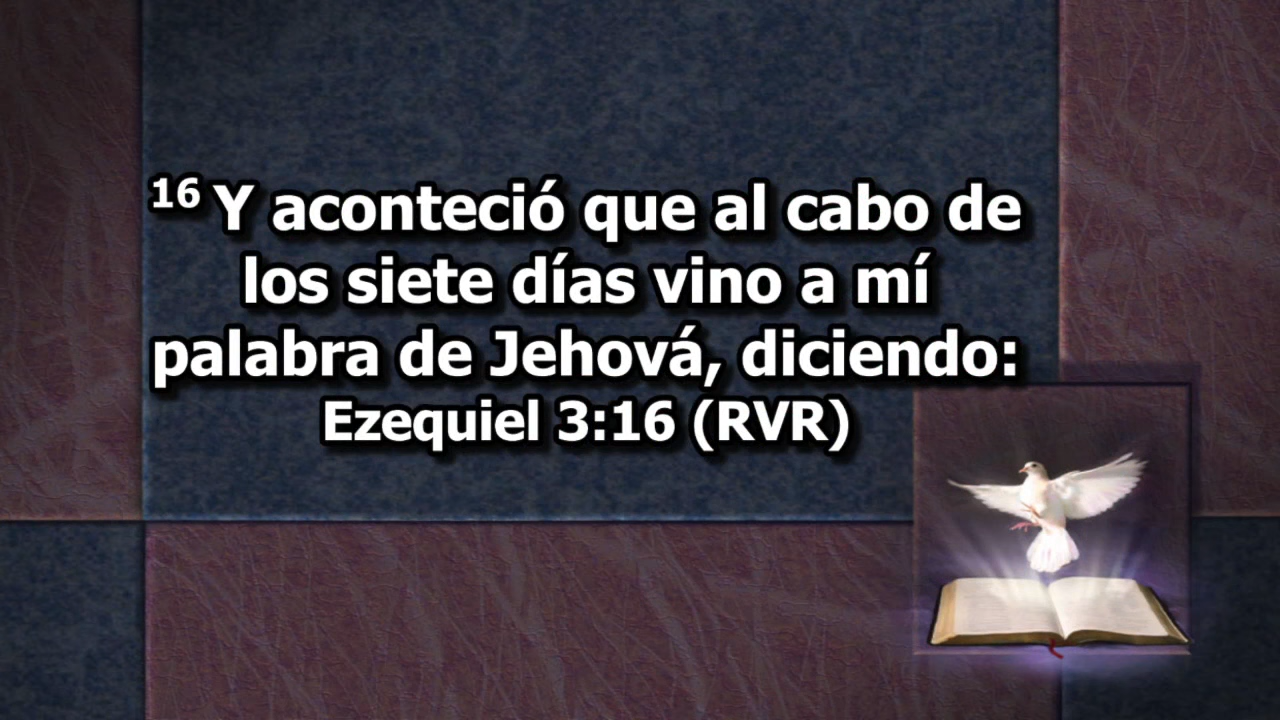 16 Y aconteció que al cabo de
los siete días vino a mí
palabra de Jehová, diciendo:
Ezequiel 3:16 (RVR)